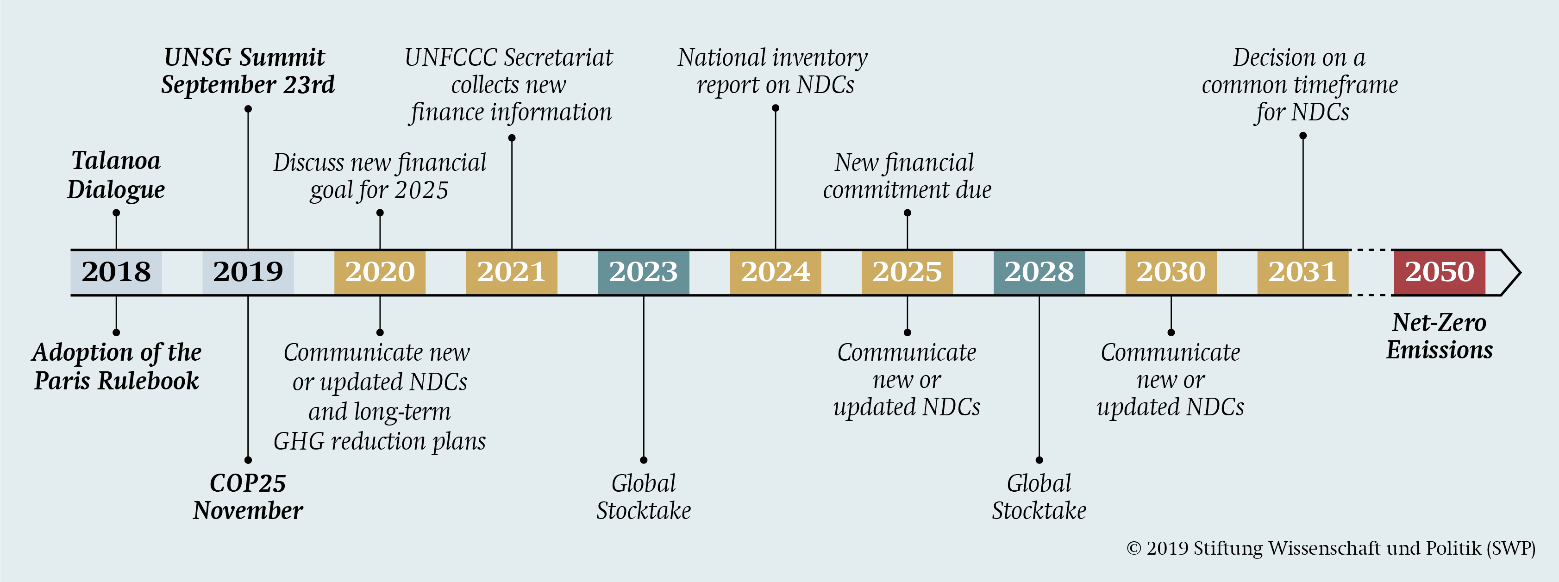 UNSG Summit
September 23rd
UNFCCC Secretariat
collects new
finance information
National inventory
report on NDCs
Decision on a
common timeframe
for NDCs
Talanoa
Dialogue
Discuss new financial
goal for 2025
New financial
commitment due
2018 2019 2020 2021 2023 2024 2025 2028 2030 2031 2050
Adoption of the
Paris Rulebook
Communicate new
or updated NDCs
and long-term
GHG reduction plans
Communicate
new or
updated NDCs
Communicate
new or
updated NDCs
Net-Zero
Emissions
COP25
November
Global
Stocktake
Global
Stocktake
© 2019 Stiftung Wissenschaft und Politik (SWP)